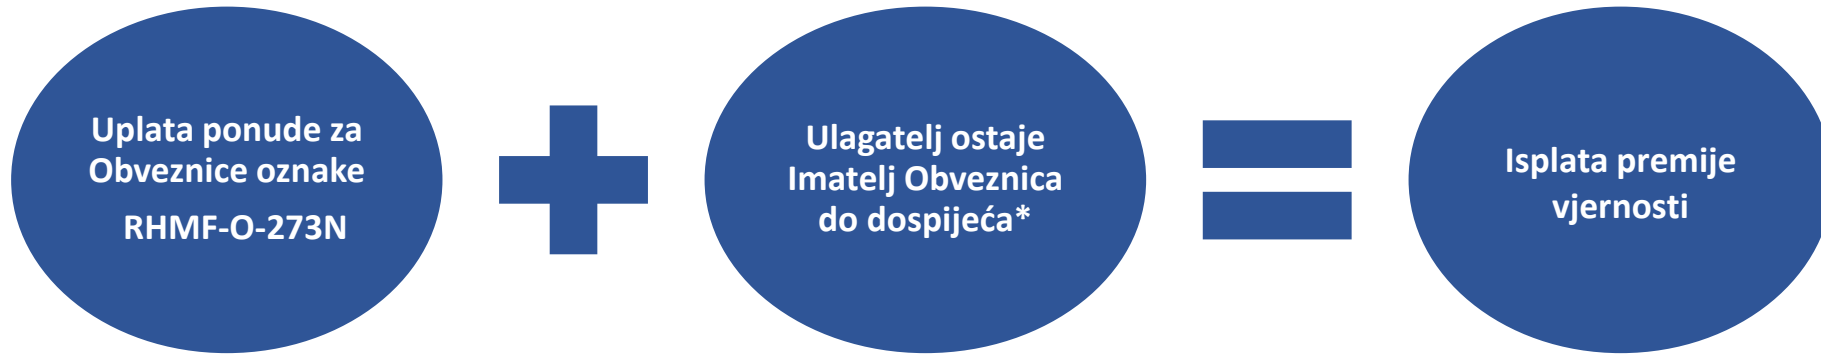 Uplata ponude za
Obveznice oznake
RHMF-O-273N
Ulagatelj ostaje
Imatelj Obveznica
do dospijeća*
Isplata premije
vjernosti